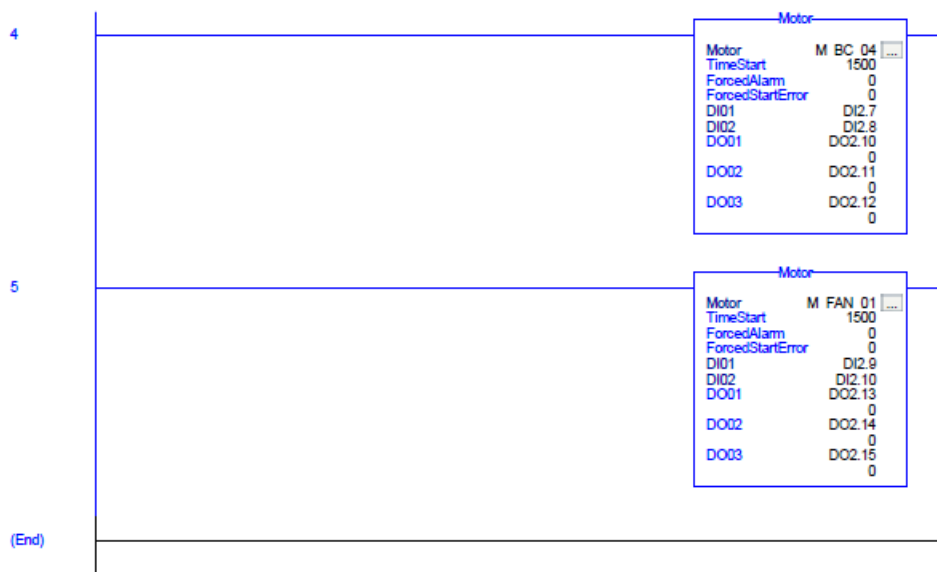 4
Motor
Motor M_BC_04 ...
TimeStart 1500
ForcedAlarm 0
ForcedStartError 0
DI01 DI2.7
DI02 DI2.8
DO01 DO2.10
0
DO02 DO2.11
0
DO03 DO2.12
0
5
Motor
Motor M_FAN_01 ...
TimeStart 1500
ForcedAlarm 0
ForcedStartError 0
DI01 DI2.9
DI02 DI2.10
DO01 DO2.13
0
DO02 DO2.14
0
DO03 DO2.15
0
(End)